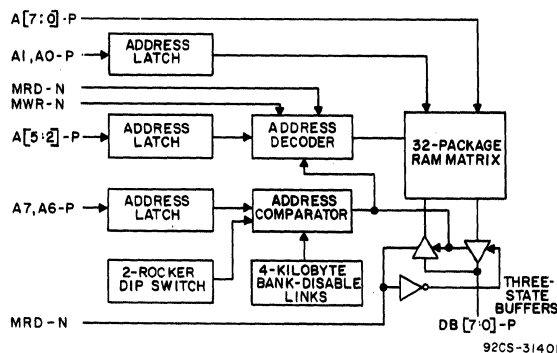 A[7:0]-P
A1,A0-P
ADDRESS
LATCH
MRD-N
MWR-N
A[5:2]-P
ADDRESS
LATCH
ADDRESS
DECODER
32-PACKAGE
RAM MATRIX
A7,A6-P
ADDRESS
LATCH
ADDRESS
COMPARATOR
2-ROCKER
DIP SWITCH
4-KILOBYTE
BANK-DISABLE
LINKS
THREE-
STATE
BUFFERS
MRD-N
DB[7:0]-P
92CS-31401